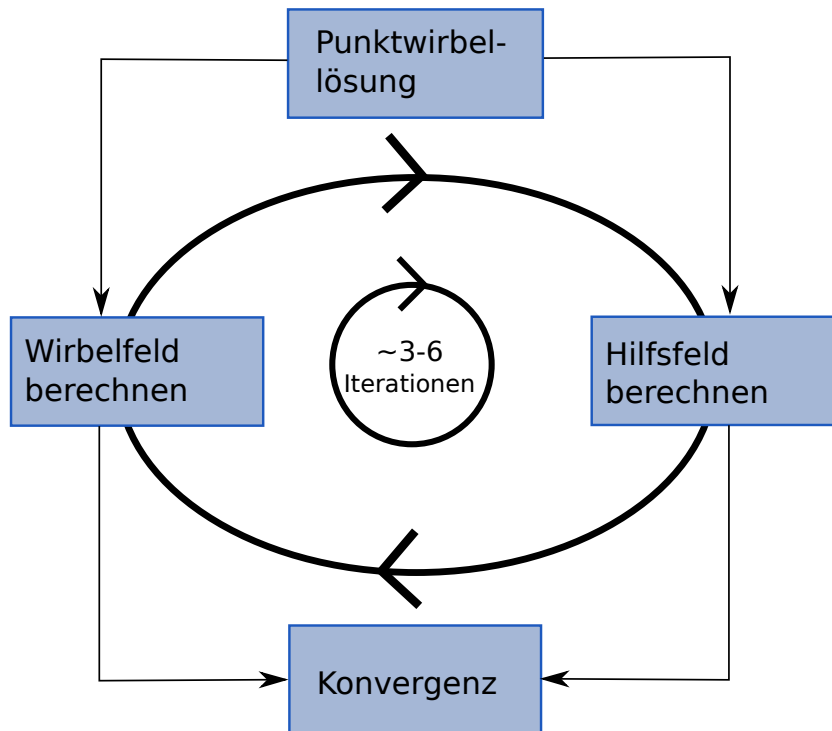 Punktwirbel-
lösung
Wirbelfeld
berechnen
~3-6
Iterationen
Hilfsfeld
berechnen
Konvergenz